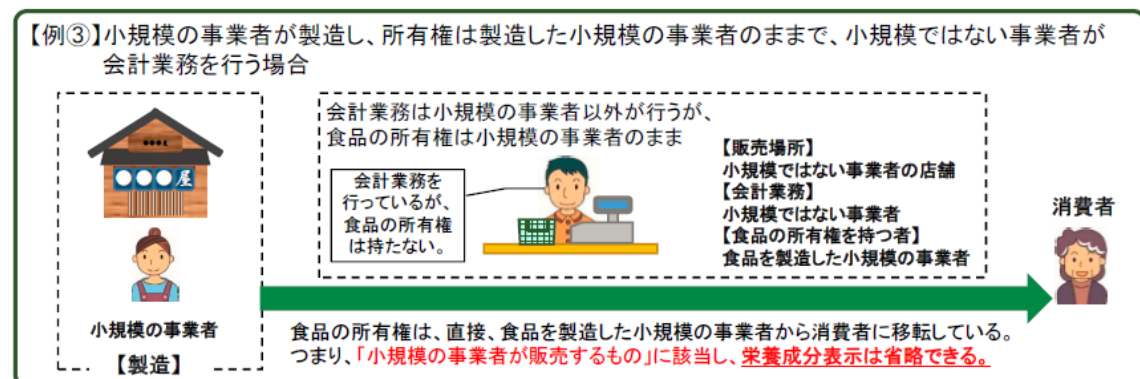 【例③】小規模の事業者が製造し、所有権は製造した小規模の事業者のままで、小規模ではない事業者が
会計業務を行う場合
●●●え
●●●屋
小規模の事業者
【製造】
会計業務は小規模の事業者以外が行うが、
食品の所有権は小規模の事業者のまま
会計業務を
行っているが、
食品の所有権
は持たない。
【販売場所】
小規模ではない事業者の店舗
【会計業務】
小規模ではない事業者
【食品の所有権を持つ者】
食品を製造した小規模の事業者
消費者
食品の所有権は、直接、食品を製造した小規模の事業者から消費者に移転している。
つまり、「小規模の事業者が販売するもの」に該当し、栄養成分表示は省略できる。